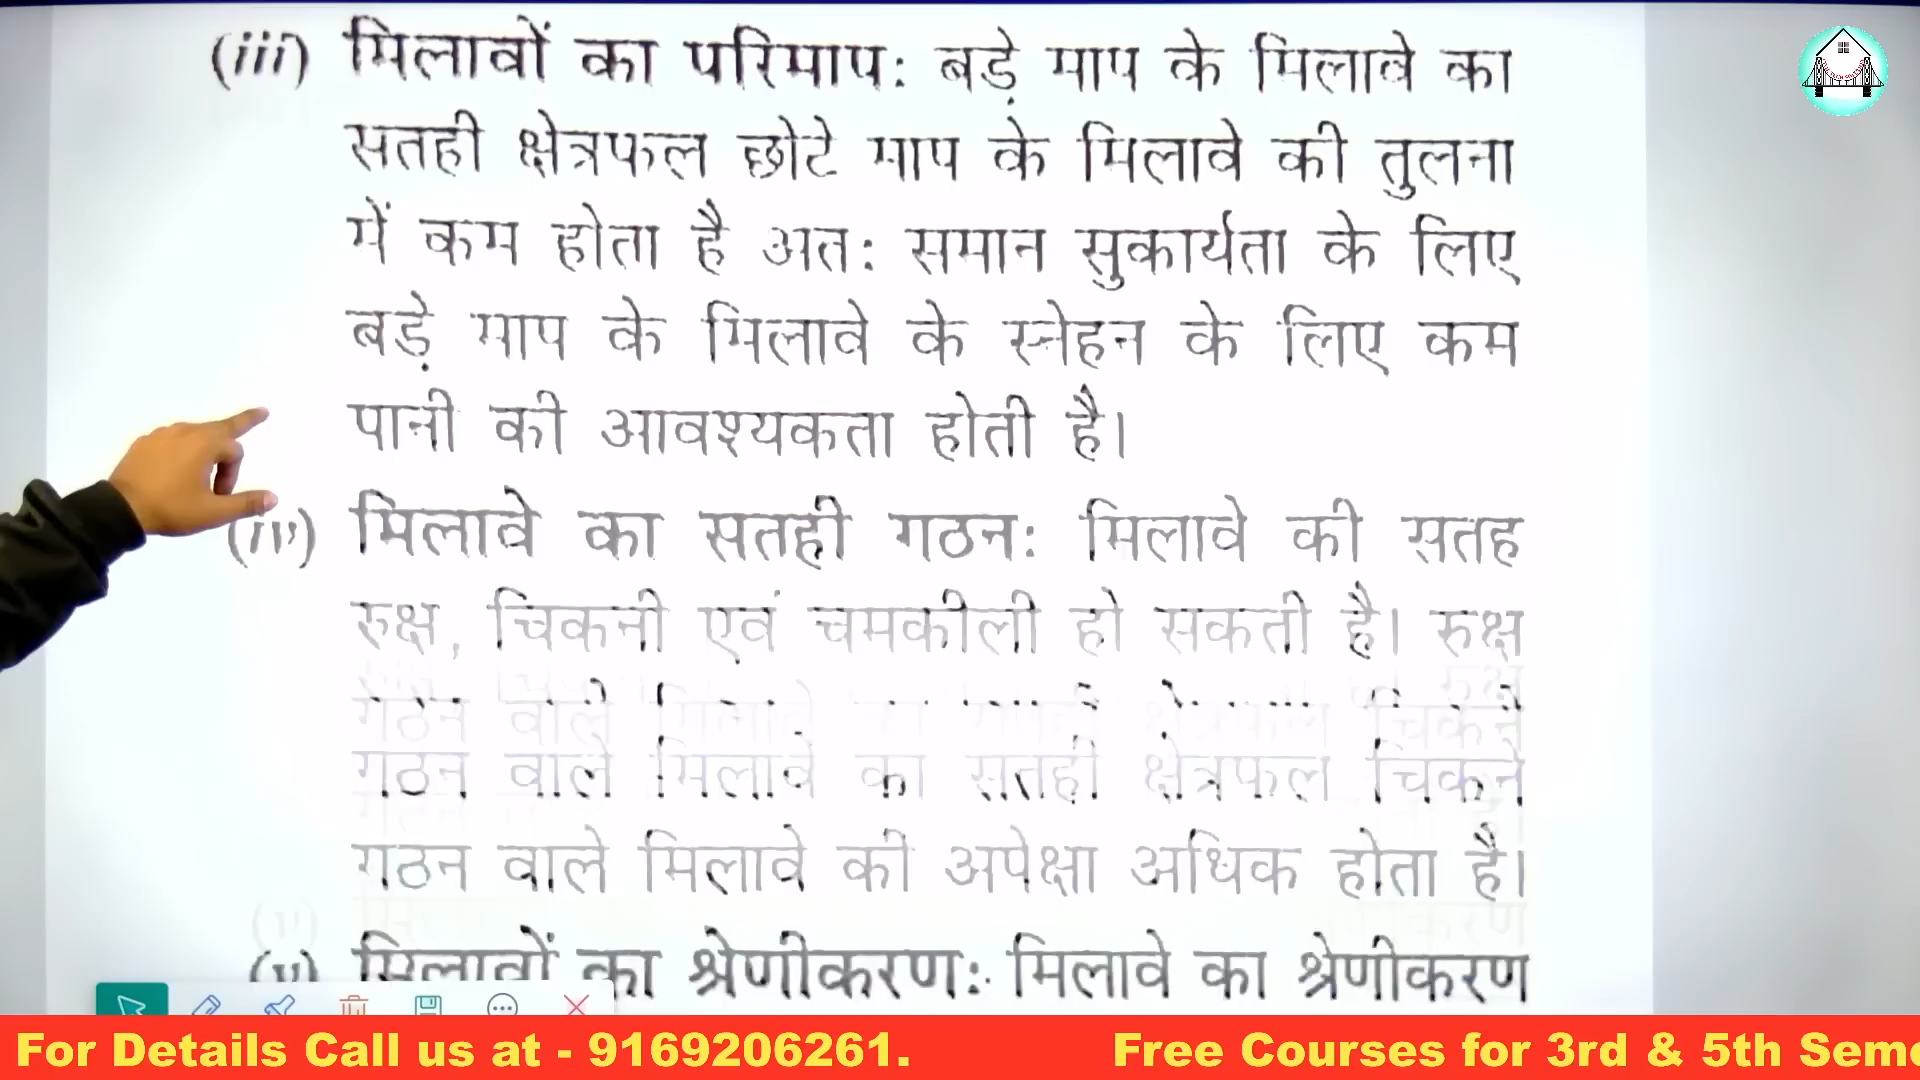 (iii) मिलावों का परिमाप: बड़े माप के मिलावे का
सतही क्षेत्रफल छोटे माप के मिलावे की तुलना
में कम होता है अत: समान सुकार्यता के लिए
बड़े माप के मिलावे के स्नेहन के लिए कम
पानी की आवश्यकता होती है।
(iv) मिलावे का सतही गठन: मिलावे की सतह
रुक्ष, चिकनी एवं चमकीली हो सकती है। रुक्ष
गठन वाले मिलावे का सतही क्षेत्रफल चिकने
गठन वाले मिलावे की अपेक्षा अधिक होता है।
(v) मिलावों का श्रेणीकरण: मिलावे का श्रेणीकरण
For Details Call us at - 9169206261. Free Courses for 3rd & 5th Seme